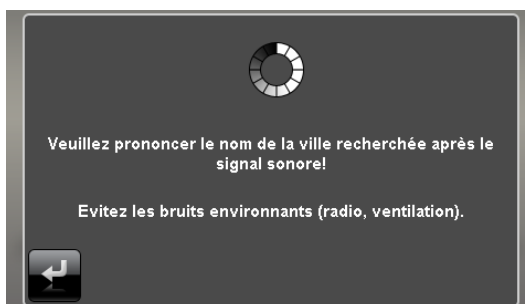 Veuillez prononcer le nom de la ville recherchée après le
signal sonore!
Evitez les bruits environnants (radio, ventilation).